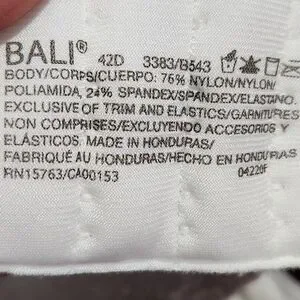 BALI® 42D 3383/B543
BODY/CORPS/CUERPO: 76% NYLON/NYLON/
POLIAMIDA, 24% SPANDEX/SPANDEX/ELASTANO
EXCLUSIVE OF TRIM AND ELASTICS/GARNITURES
NON COMPRISES/EXCLUYENDO ACCESORIOS Y
ELÁSTICOS. MADE IN HONDURAS/
FABRIQUÉ AU HONDURAS/HECHO EN HONDURAS
RN15763/CA00153 04220F